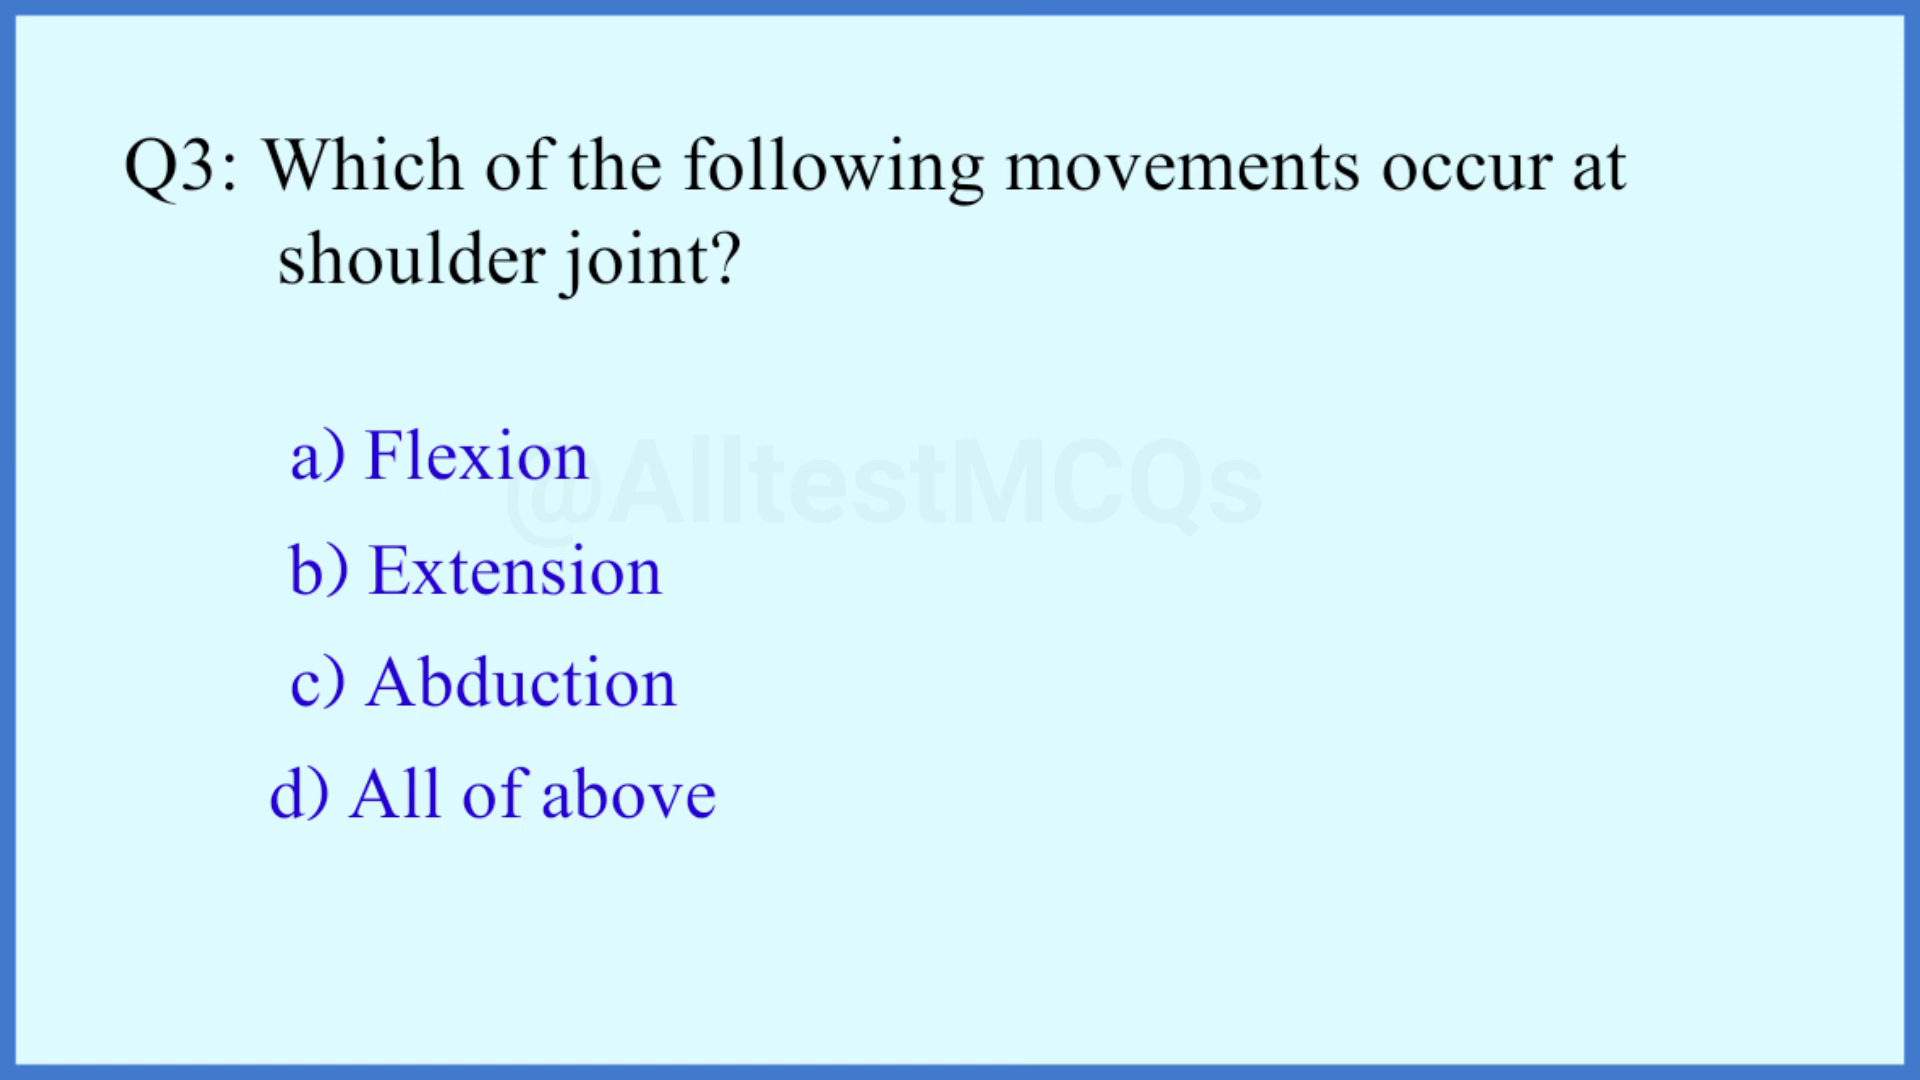 Q3: Which of the following movements occur at
shoulder joint?
@AlltestMCQs
a) Flexion
b) Extension
c) Abduction
d) All of above